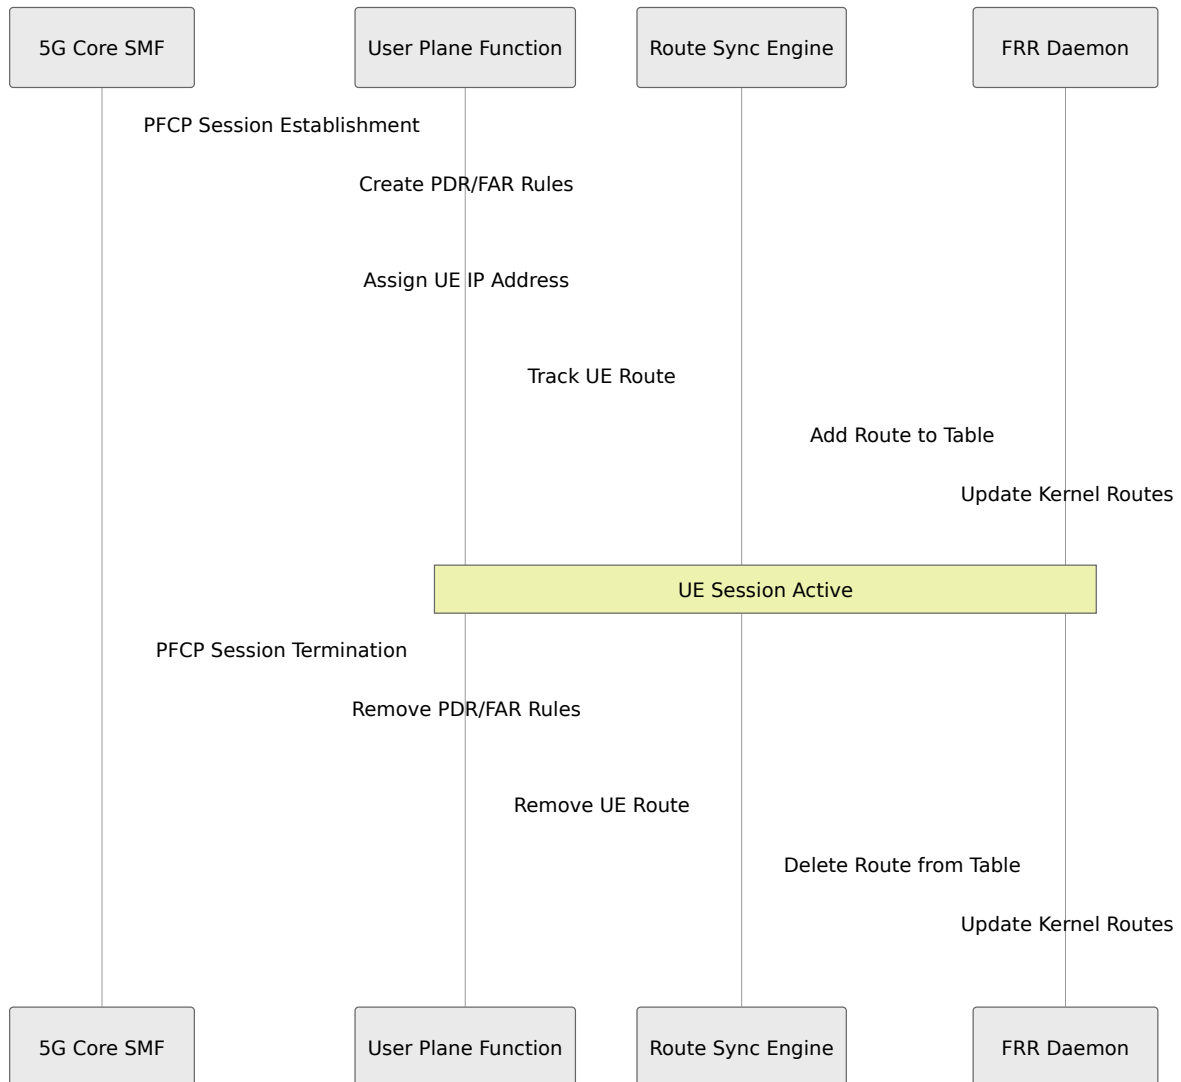 5G Core SMF
User Plane Function
Route Sync Engine
FRR Daemon
PFCP Session Establishment
Create PDR/FAR Rules
Assign UE IP Address
Track UE Route
Add Route to Table
Update Kernel Routes
UE Session Active
PFCP Session Termination
Remove PDR/FAR Rules
Remove UE Route
Delete Route from Table
Update Kernel Routes
5G Core SMF
User Plane Function
Route Sync Engine
FRR Daemon